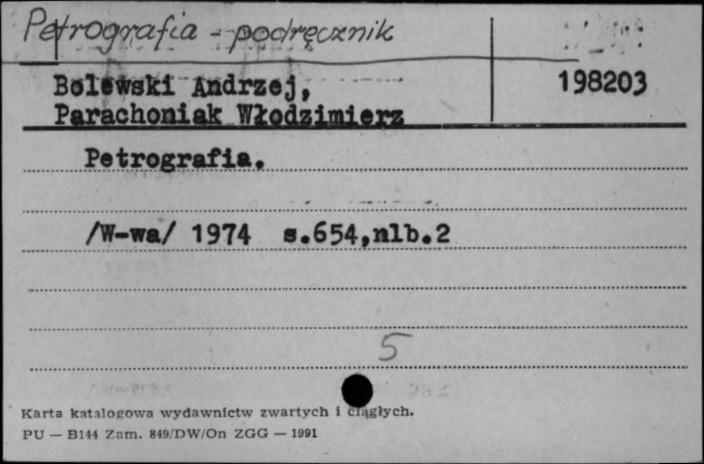 Petrografia - podręcznik
Bolewski Andrzej, 198203
Parachoniak Włodzimierz
Petrografia.
/W-wa/ 1974 s.654,nlb.2
5
Karta katalogowa wydawnictw zwartych i ciągłych.
PU — B144 Zam. 849/DW/On ZGG — 1991